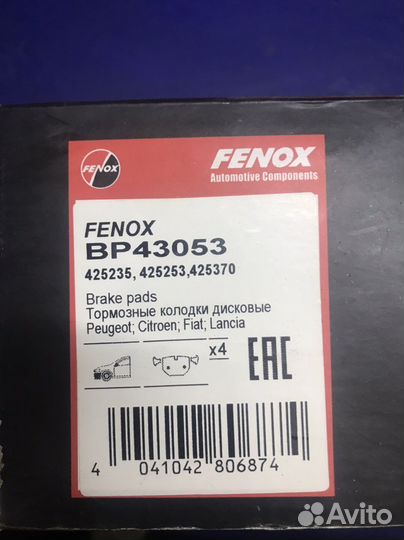 FENOX
FENOX
Automotive Components
FENOX
BP43053
425235, 425253,425370
Brake pads
Тормозные колодки дисковые
Peugeot; Citroen; Fiat; Lancia
x4
EAC
4 041042 806874
Avito